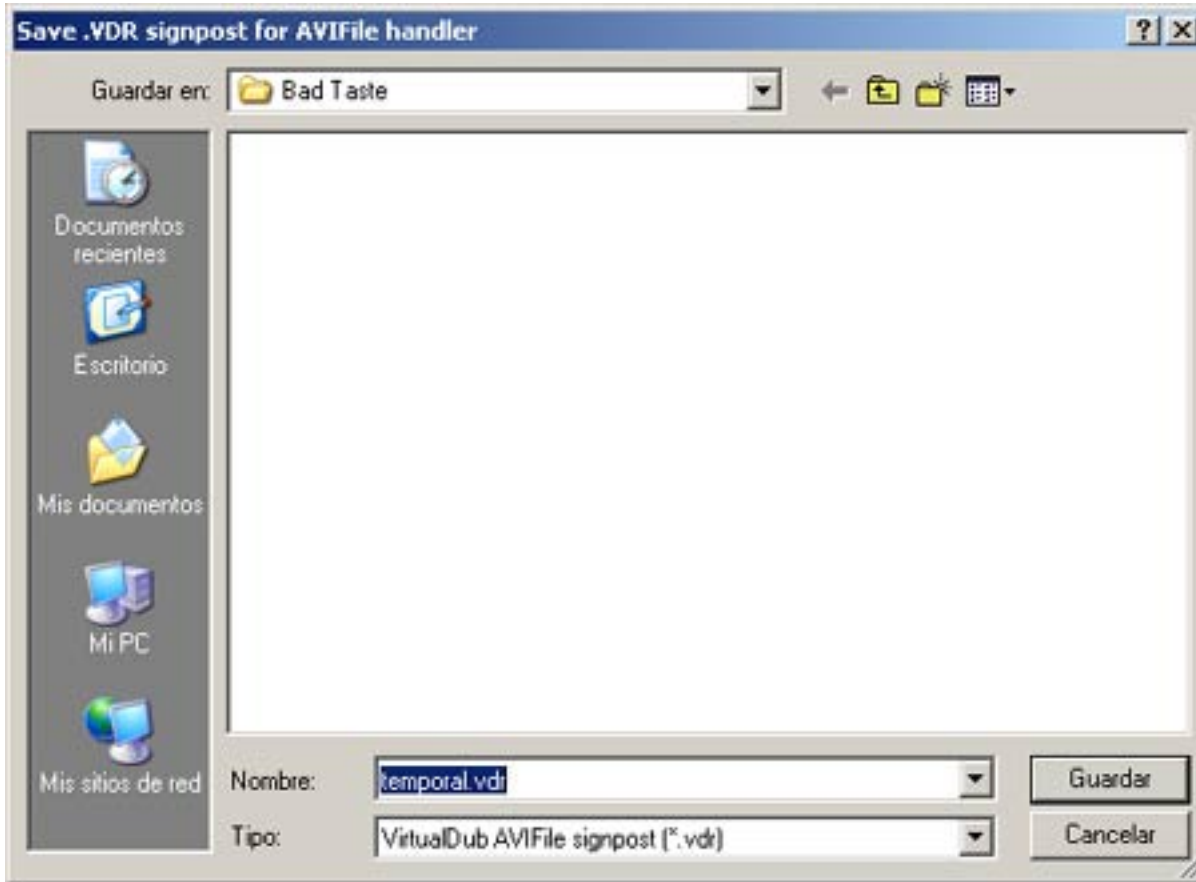 Save .VDR signpost for AVIFile handler
Guardar en: Bad Taste
Documentos
recientes
Escritorio
Mis documentos
Mi PC
Mis sitios de red
Nombre: temporal.vdr Guardar
Tipo: VirtualDub AVIFile signpost (*.vdr) Cancelar